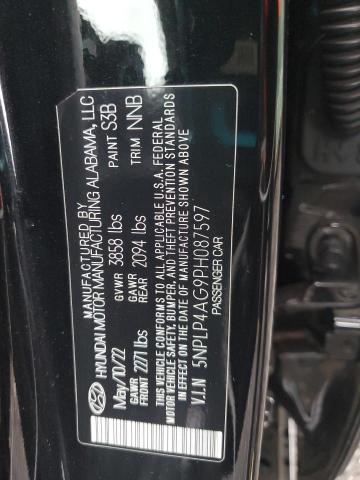 MANUFACTURED BY
HYUNDAI MOTOR MANUFACTURING ALABAMA, LLC
May/10/22 GVWR 3858 lbs PAINT S3B
GAWR FRONT 2271 lbs GAWR REAR 2094 lbs TRIM NNB
THIS VEHICLE CONFORMS TO ALL APPLICABLE U.S.A. FEDERAL
MOTOR VEHICLE SAFETY, BUMPER, AND THEFT PREVENTION STANDARDS
IN EFFECT ON THE DATE OF MANUFACTURE SHOWN ABOVE
V.I.N 5NPLP4AG9PH087597
PASSENGER CAR